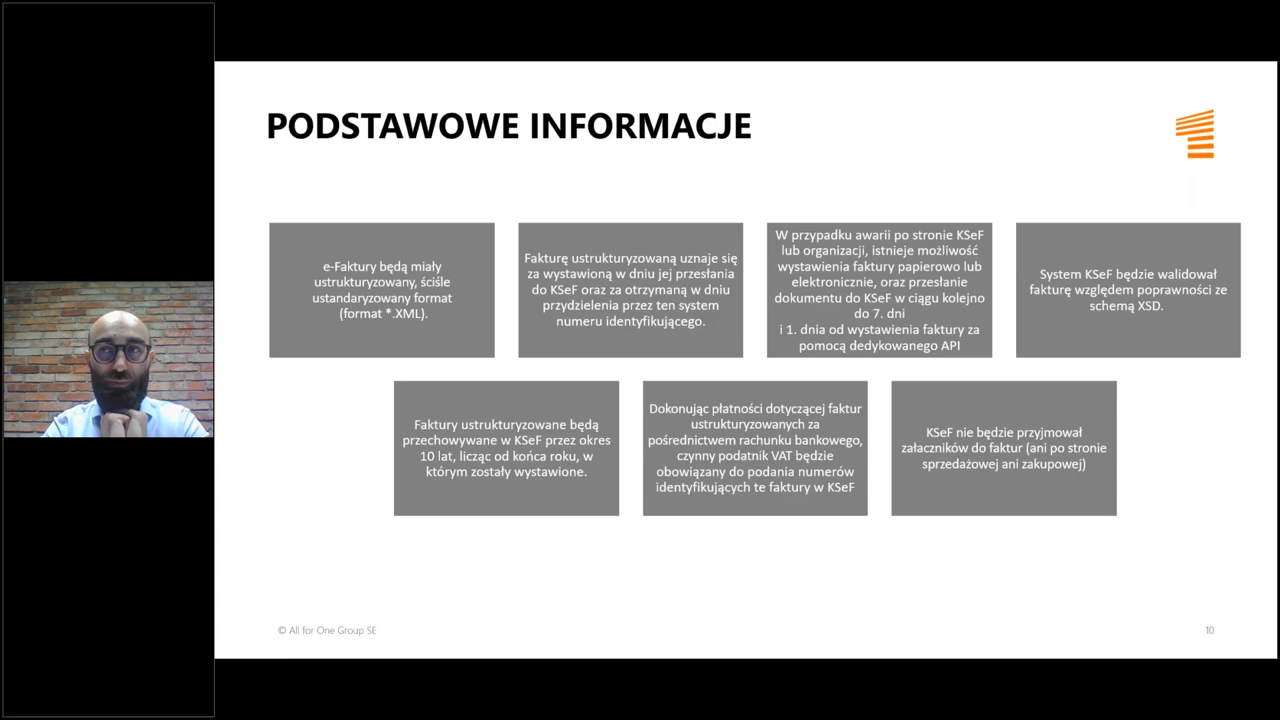 PODSTAWOWE INFORMACJE
e-Faktury będą miały
ustrukturyzowany, ściśle
ustandaryzowany format
(format *.XML).
Fakturę ustrukturyzowaną uznaje się
za wystawioną w dniu jej przesłania
do KSeF oraz za otrzymaną w dniu
przydzielenia przez ten system
numeru identyfikującego.
W przypadku awarii po stronie KSeF
lub organizacji, istnieje możliwość
wystawienia faktury papierowo lub
elektronicznie, oraz przesłanie
dokumentu do KSeF w ciągu kolejno
do 7. dni
i 1. dnia od wystawienia faktury za
pomocą dedykowanego API
System KSeF będzie walidował
fakturę względem poprawności ze
schemą XSD.
Faktury ustrukturyzowane będą
przechowywane w KSeF przez okres
10 lat, licząc od końca roku, w
którym zostały wystawione.
Dokonując płatności dotyczącej faktur
ustrukturyzowanych za
pośrednictwem rachunku bankowego,
czynny podatnik VAT będzie
obowiązany do podania numerów
identyfikujących te faktury w KSeF
KSeF nie będzie przyjmował
załaczników do faktur (ani po stronie
sprzedażowej ani zakupowej)
© All for One Group SE
10